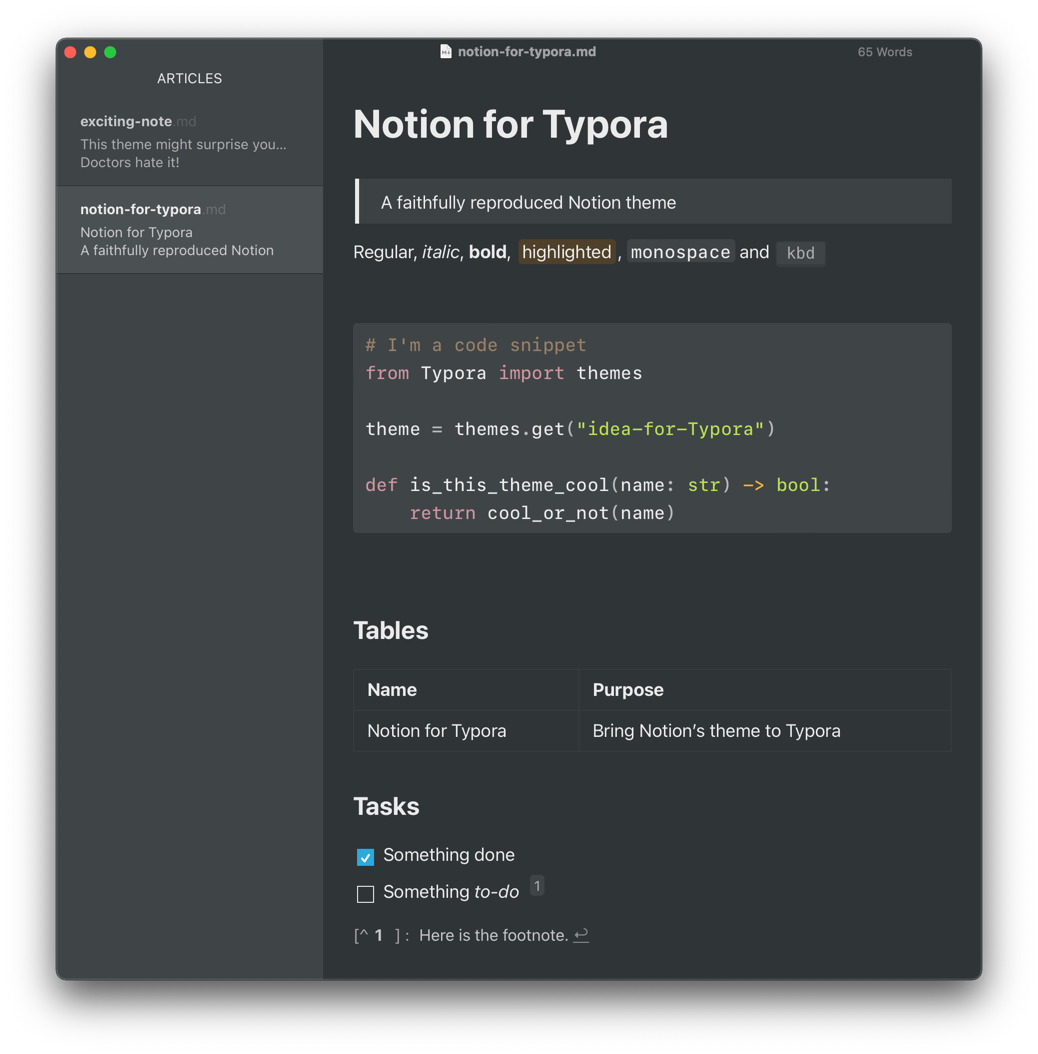 notion-for-typora.md
65 Words
ARTICLES
exciting-note.md
This theme might surprise you...
Doctors hate it!
notion-for-typora.md
Notion for Typora
A faithfully reproduced Notion
Notion for Typora
A faithfully reproduced Notion theme
Regular, italic, bold, highlighted, monospace and kbd
# I'm a code snippet
from Typora import themes
theme = themes.get("idea-for-Typora")
def is_this_theme_cool(name: str) -> bool:
    return cool_or_not(name)
Tables
Name Purpose
Notion for Typora Bring Notion’s theme to Typora
Tasks
Something done
Something to-do 1
[^ 1 ] : Here is the footnote. ↩